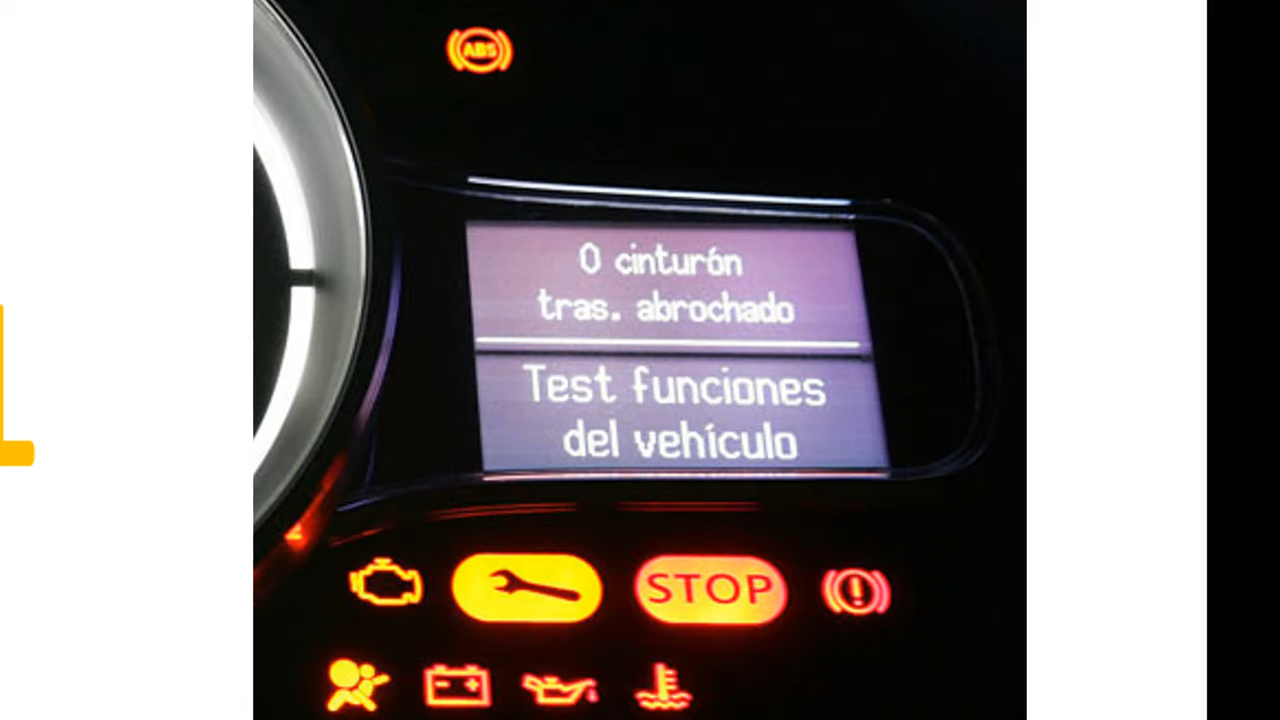 ABS
0 cinturón
tras. abrochado
Test funciones
del vehículo
STOP